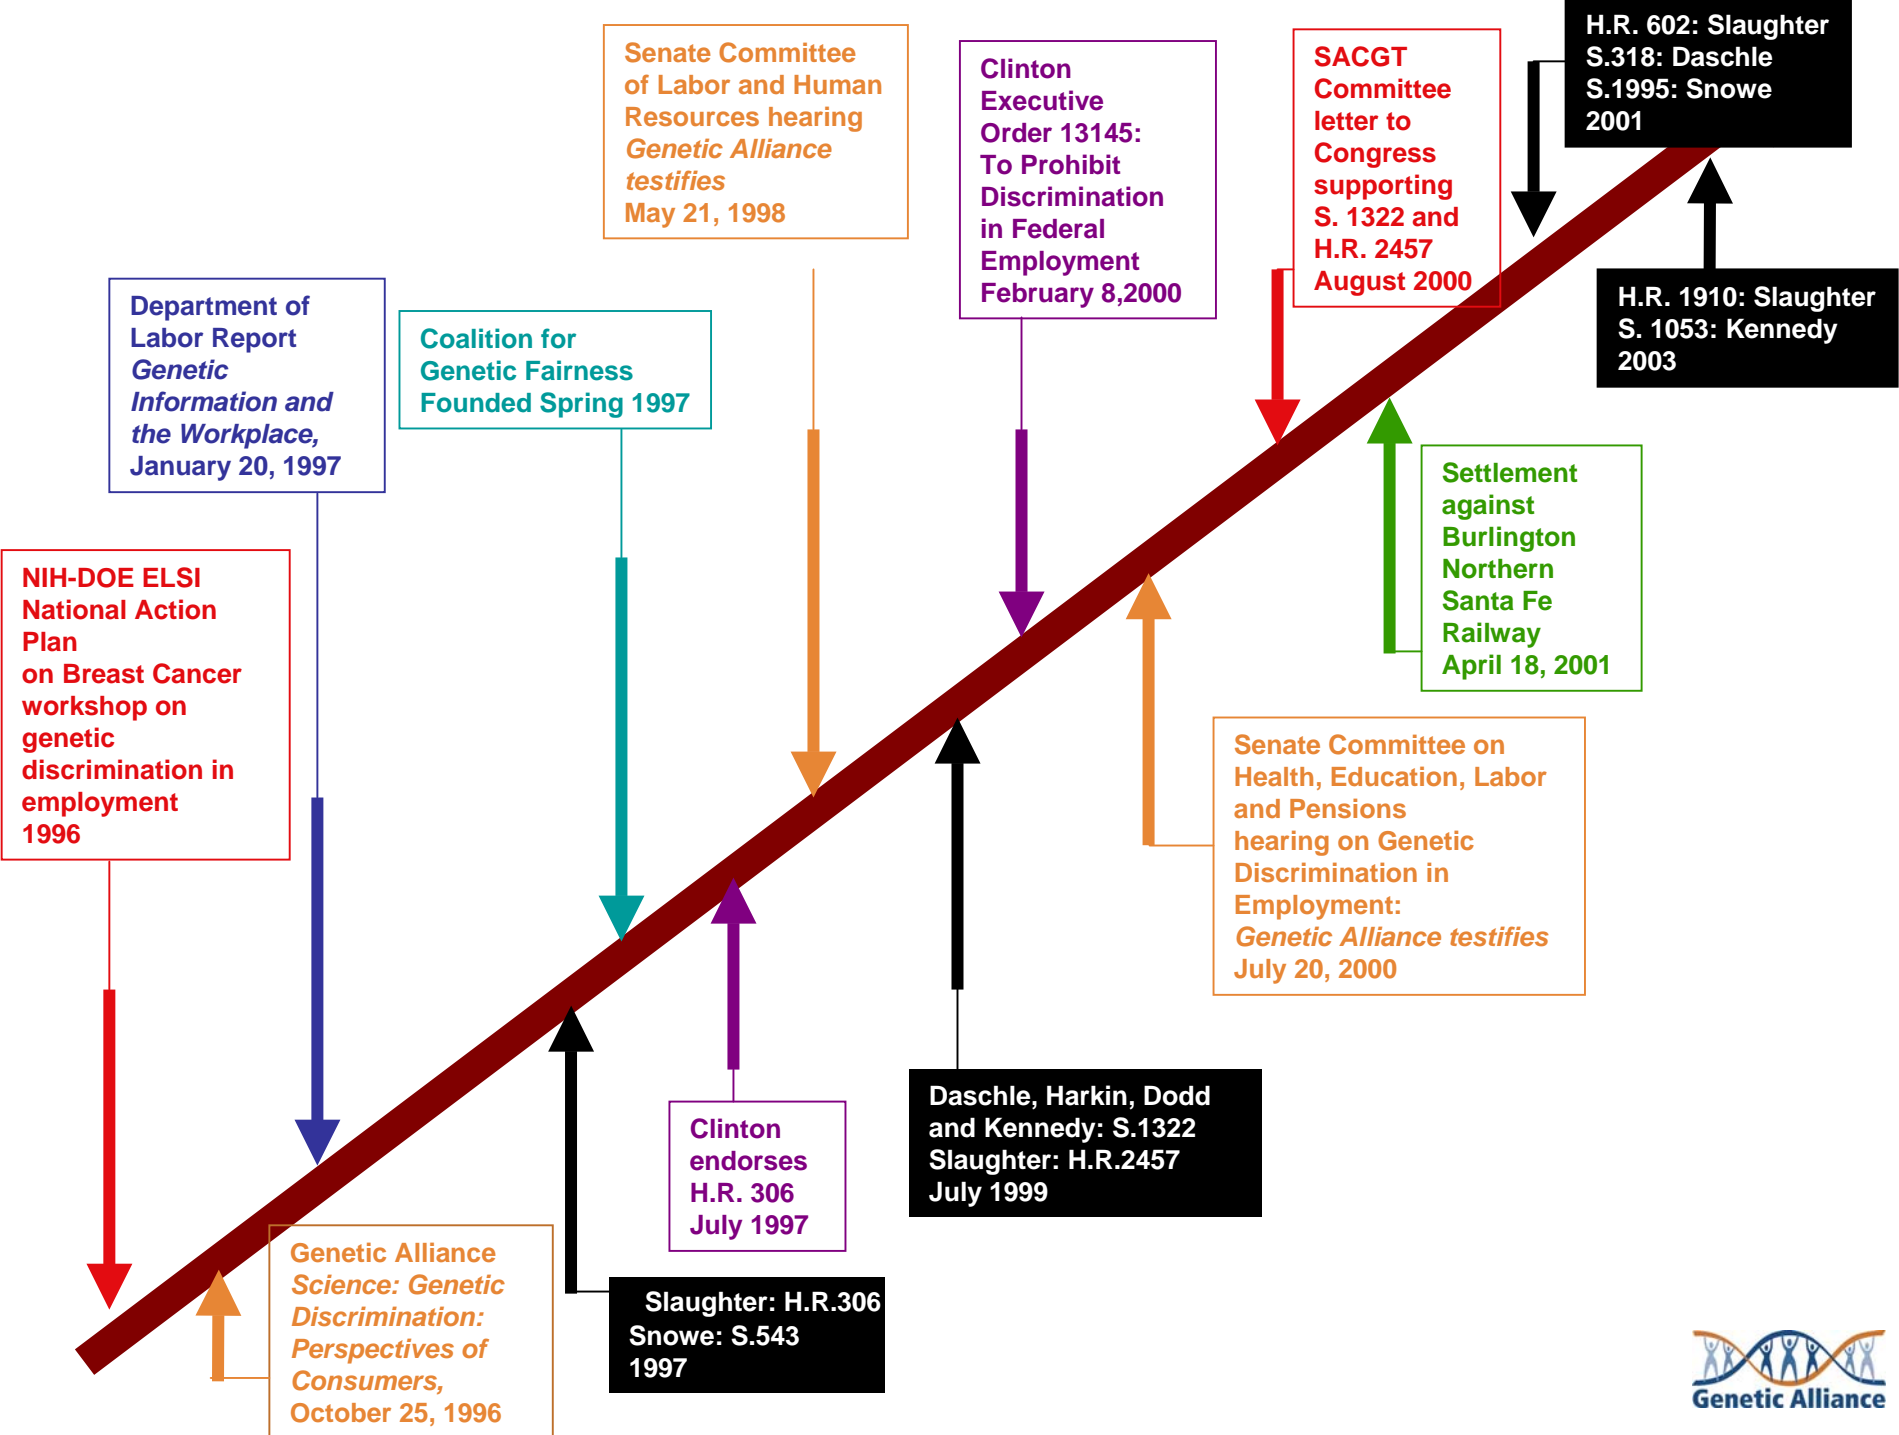 H.R. 602: Slaughter
S.318: Daschle
S.1995: Snowe
2001
Senate Committee
of Labor and Human
Resources hearing
Genetic Alliance
testifies
May 21, 1998
Clinton
Executive
Order 13145:
To Prohibit
Discrimination
in Federal
Employment
February 8,2000
SACGT
Committee
letter to
Congress
supporting
S. 1322 and
H.R. 2457
August 2000
H.R. 1910: Slaughter
S. 1053: Kennedy
2003
Department of
Labor Report
Genetic
Information and
the Workplace,
January 20, 1997
Coalition for
Genetic Fairness
Founded Spring 1997
Settlement
against
Burlington
Northern
Santa Fe
Railway
April 18, 2001
NIH-DOE ELSI
National Action
Plan
on Breast Cancer
workshop on
genetic
discrimination in
employment
1996
Senate Committee on
Health, Education, Labor
and Pensions
hearing on Genetic
Discrimination in
Employment:
Genetic Alliance testifies
July 20, 2000
Daschle, Harkin, Dodd
and Kennedy: S.1322
Slaughter: H.R.2457
July 1999
Clinton
endorses
H.R. 306
July 1997
Genetic Alliance
Science: Genetic
Discrimination:
Perspectives of
Consumers,
October 25, 1996
Slaughter: H.R.306
Snowe: S.543
1997
Genetic Alliance